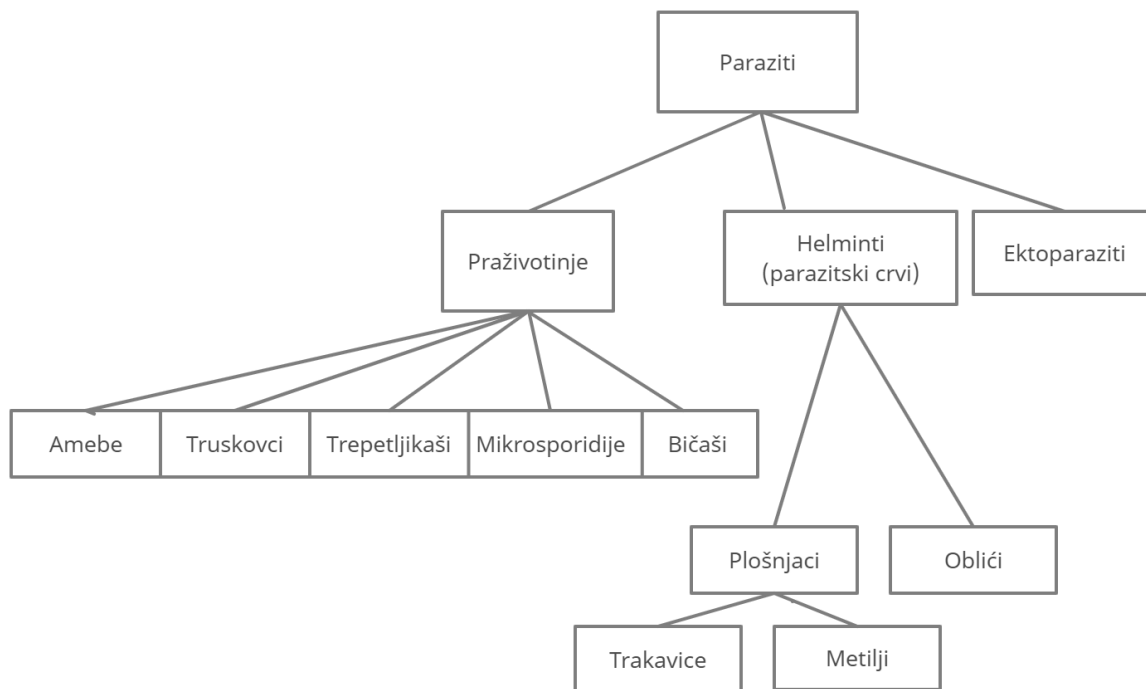 Paraziti
Praživotinje
Helminti
(parazitski crvi)
Ektoparaziti
Amebe
Truskovci
Trepetljikaši
Mikrosporidije
Bičaši
Plošnjaci
Oblići
Trakavice
Metilji